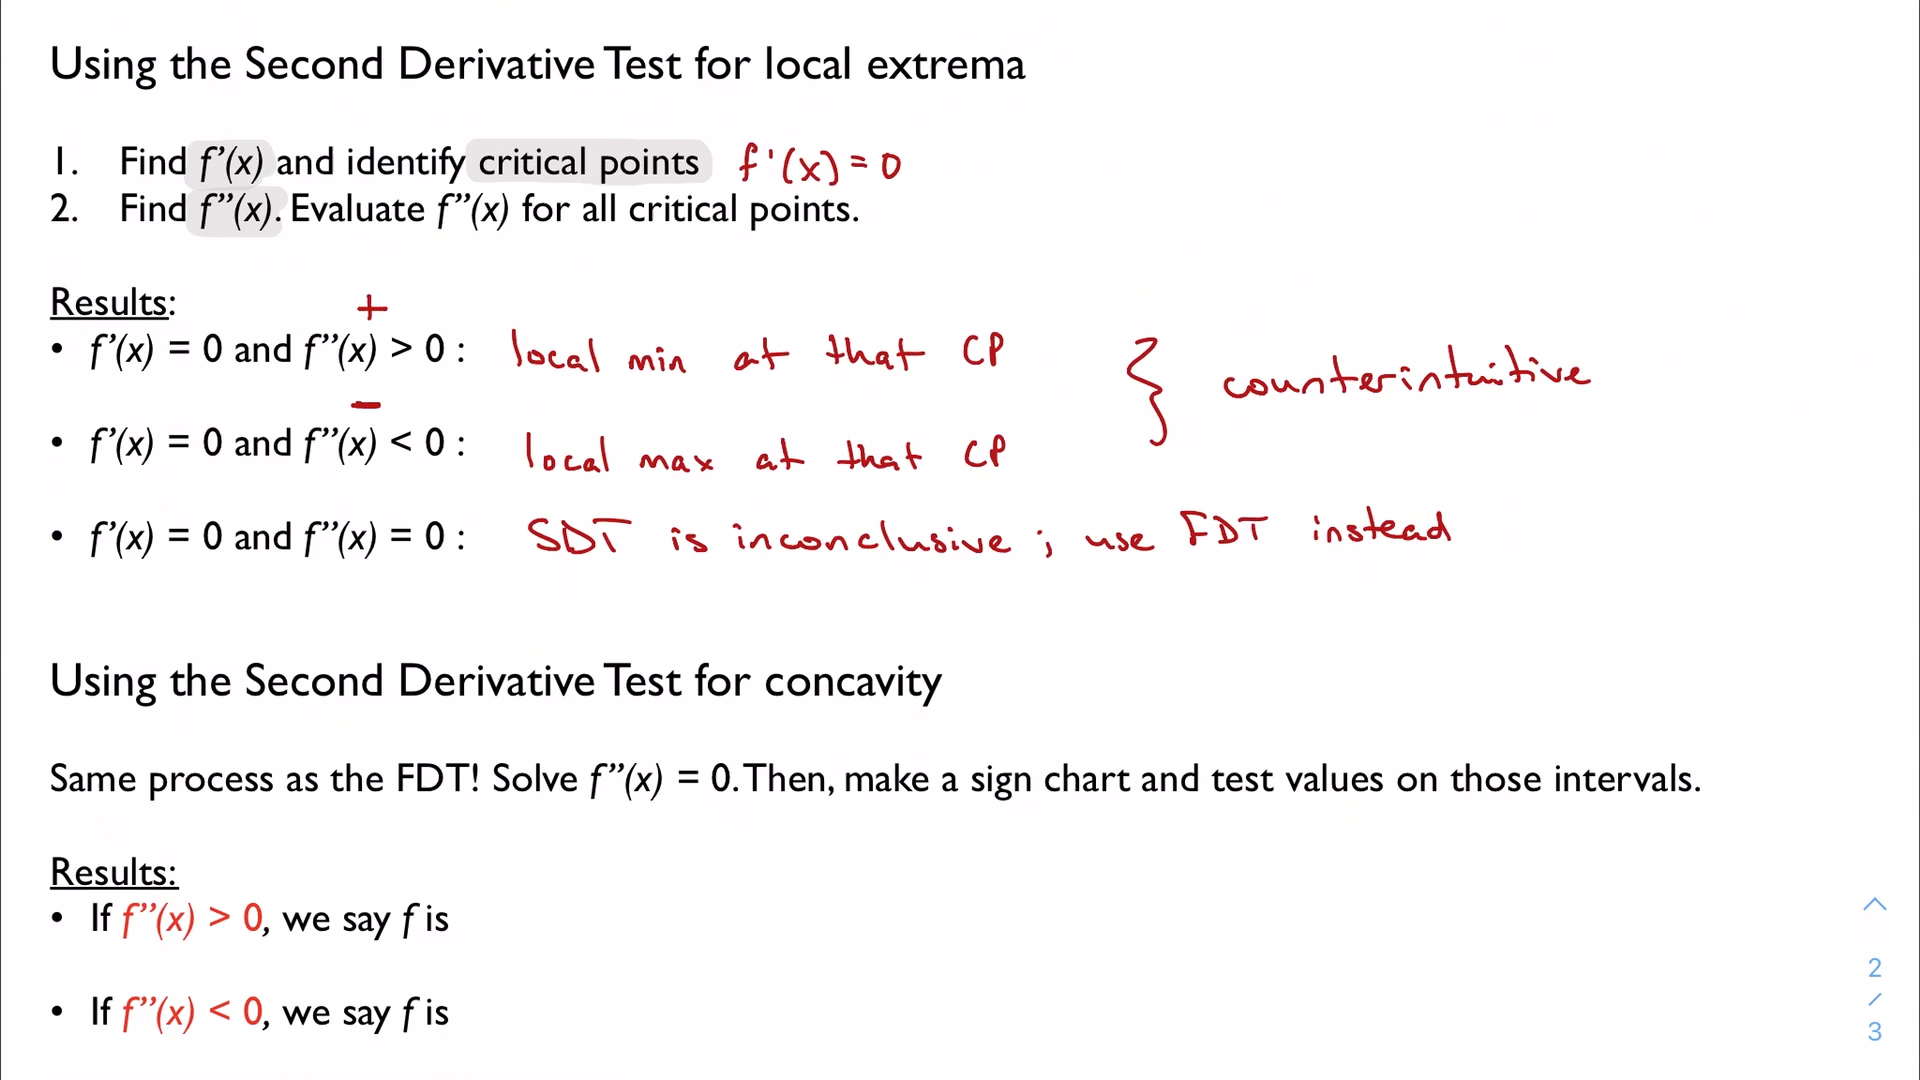 Using the Second Derivative Test for local extrema
1. Find f’(x) and identify critical points f'(x) = 0
2. Find f’’(x). Evaluate f’’(x) for all critical points.
Results:
+
• f’(x) = 0 and f’’(x) > 0 : local min at that CP
} counterintuitive
–
• f’(x) = 0 and f’’(x) < 0 : local max at that CP
• f’(x) = 0 and f’’(x) = 0 : SDT is inconclusive ; use FDT instead
Using the Second Derivative Test for concavity
Same process as the FDT! Solve f’’(x) = 0. Then, make a sign chart and test values on those intervals.
Results:
• If f’’(x) > 0, we say f is
• If f’’(x) < 0, we say f is
2
/
3